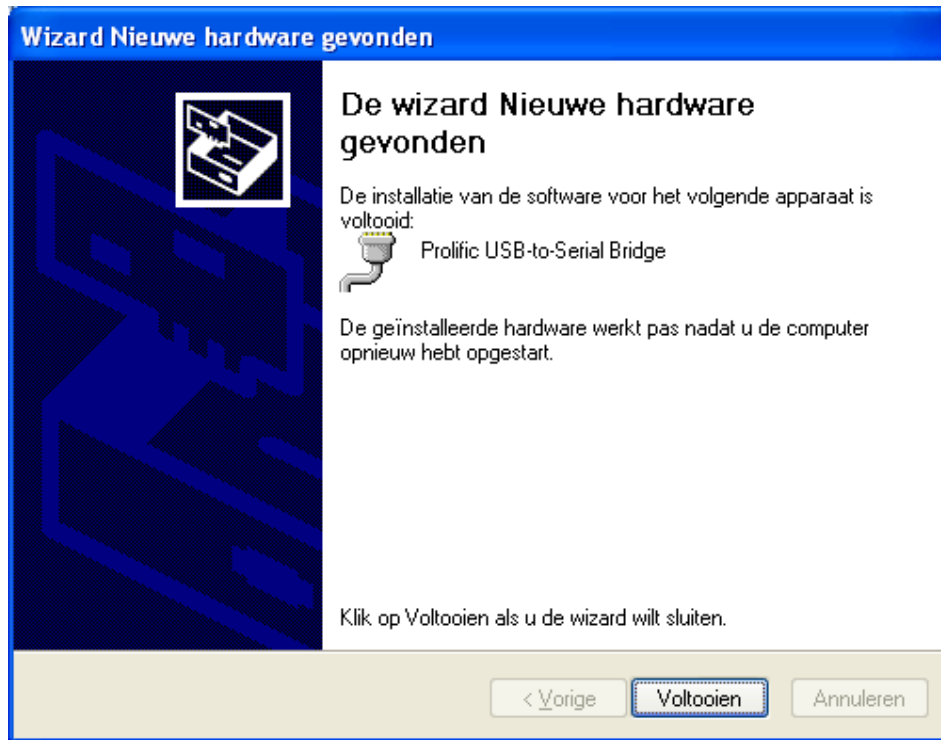 Wizard Nieuwe hardware gevonden
De wizard Nieuwe hardware
gevonden
De installatie van de software voor het volgende apparaat is
voltooid:
Prolific USB-to-Serial Bridge
De geïnstalleerde hardware werkt pas nadat u de computer
opnieuw hebt opgestart.
Klik op Voltooien als u de wizard wilt sluiten.
< Vorige
Voltooien
Annuleren